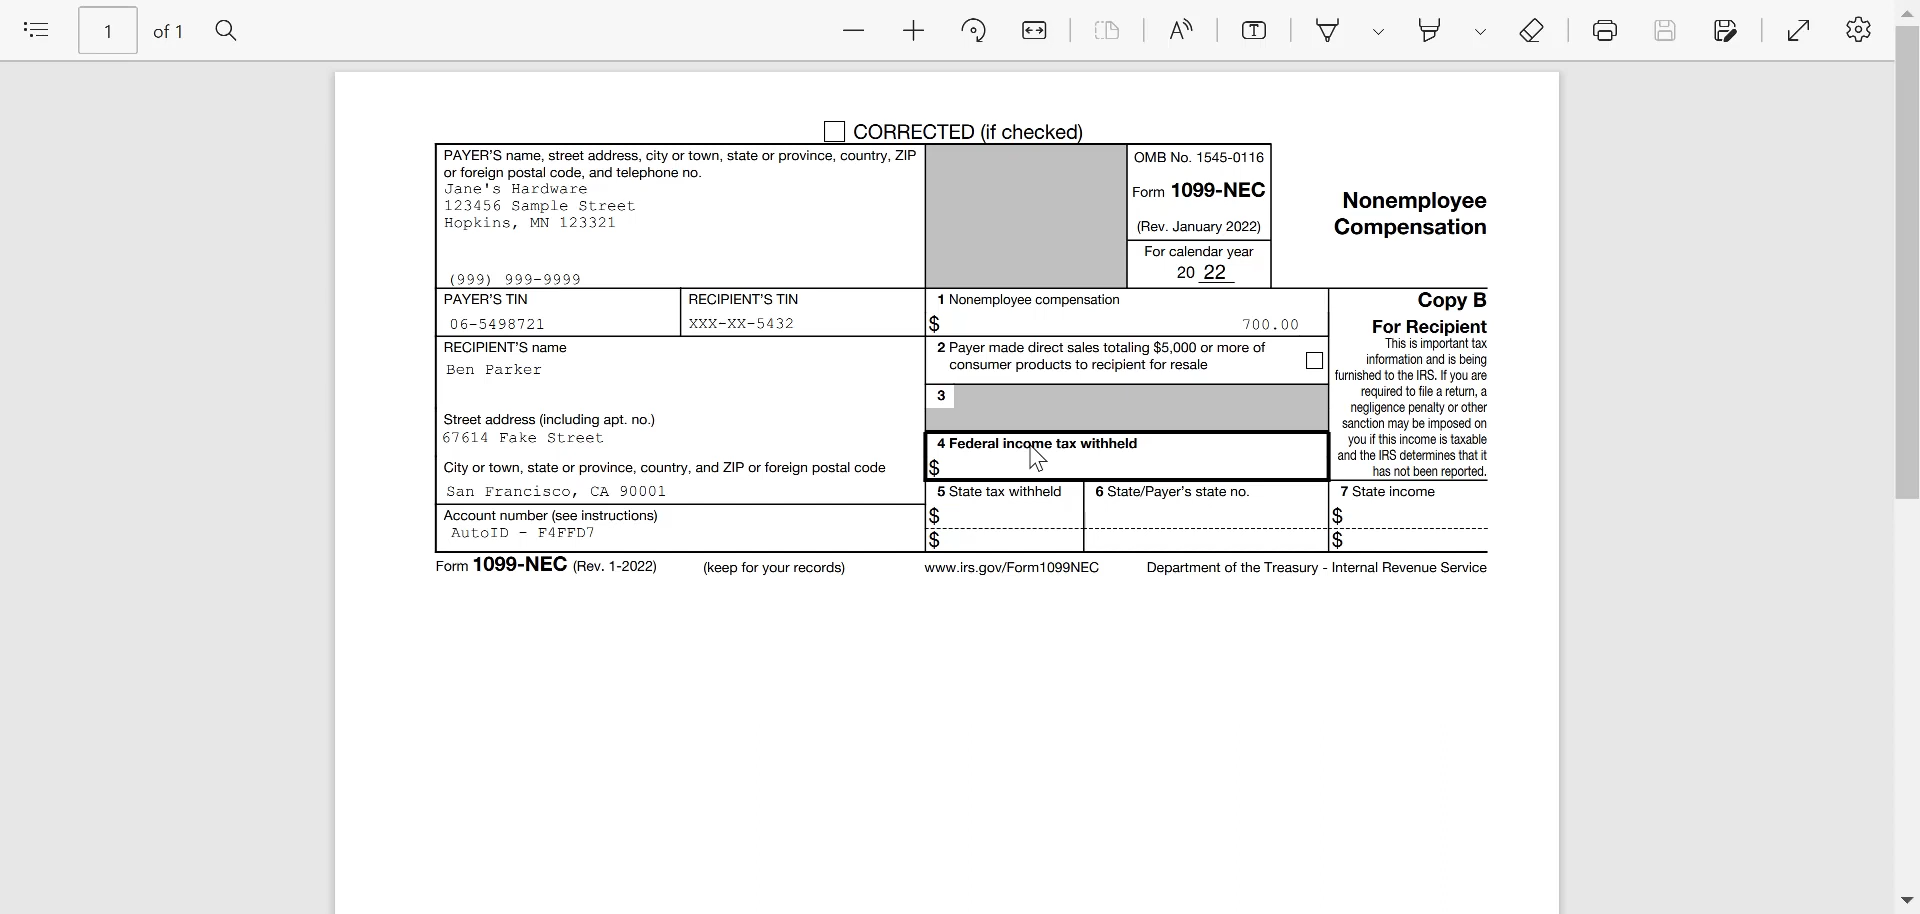 1 of 1
CORRECTED (if checked)
PAYER'S name, street address, city or town, state or province, country, ZIP
or foreign postal code, and telephone no.
Jane's Hardware
123456 Sample Street
Hopkins, MN 123321
(999) 999-9999
OMB No. 1545-0116
Form 1099-NEC
(Rev. January 2022)
For calendar year
20 22
Nonemployee
Compensation
PAYER'S TIN
06-5498721
RECIPIENT'S TIN
XXX-XX-5432
1 Nonemployee compensation
$ 700.00
Copy B
For Recipient
This is important tax
information and is being
furnished to the IRS. If you are
required to file a return, a
negligence penalty or other
sanction may be imposed on
you if this income is taxable
and the IRS determines that it
has not been reported.
RECIPIENT'S name
Ben Parker
2 Payer made direct sales totaling $5,000 or more of
consumer products to recipient for resale
3
Street address (including apt. no.)
67614 Fake Street
4 Federal income tax withheld
$
City or town, state or province, country, and ZIP or foreign postal code
San Francisco, CA 90001
5 State tax withheld
$
$
6 State/Payer's state no.
7 State income
$
$
Account number (see instructions)
AutoID - F4FFD7
Form 1099-NEC (Rev. 1-2022) (keep for your records) www.irs.gov/Form1099NEC Department of the Treasury - Internal Revenue Service